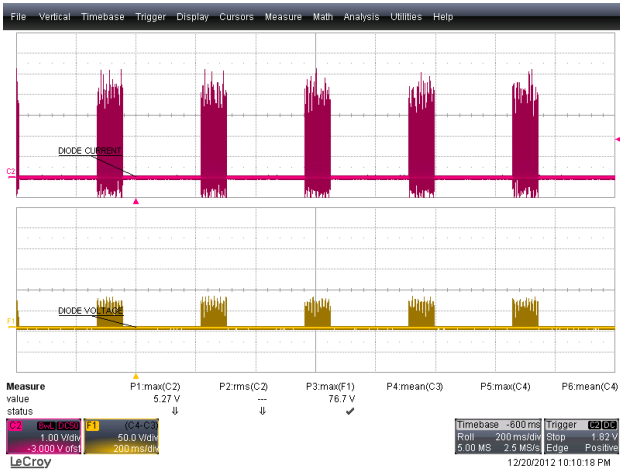 File Vertical Timebase Trigger Display Cursors Measure Math Analysis Utilities Help
DIODE CURRENT
C2
DIODE VOLTAGE
F1
Measure P1:max(C2) P2:rms(C2) P3:max(F1) P4:mean(C3) P5:max(C4) P6:mean(C4)
value 5.27 V --- 76.7 V
status
C2 BwL DC50 F1 (C4-C3) Timebase -600 ms Trigger C2 DC
1.00 V/div 50.0 V/div Roll 200 ms/div Stop 1.82 V
-3.000 V ofst 200 ms/div 5.00 MS 2.5 MS/s Edge Positive
LeCroy 12/20/2012 10:10:18 PM